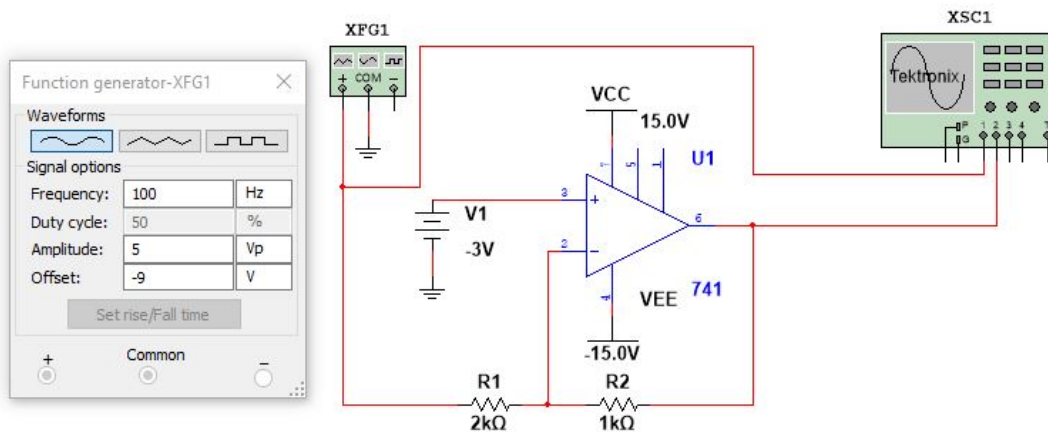 Function generator-XFG1
Waveforms
Signal options
Frequency: 100 Hz
Duty cycle: 50 %
Amplitude: 5 Vp
Offset: -9 V
Set rise/Fall time
+ Common −
XFG1
+ COM −
XSC1
Tektronix
P
G
1 2 3 4 T
VCC
15.0V
U1
7 5 1
3
+
V1
-3V
2
−
6
4
VEE
741
-15.0V
R1
2kΩ
R2
1kΩ